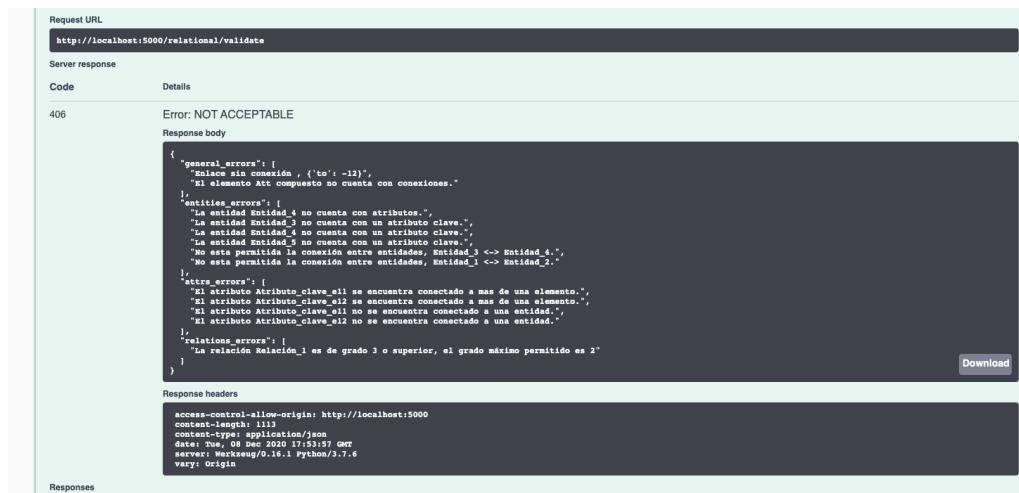 Request URL
http://localhost:5000/relational/validate
Server response
Code Details
406 Error: NOT ACCEPTABLE
Response body
{
"general_errors": [
"Enlace sin conexión , {'to': -12}",
"El elemento Att compuesto no cuenta con conexiones."
],
"entities_errors": [
"La entidad Entidad_4 no cuenta con atributos.",
"La entidad Entidad_3 no cuenta con un atributo clave.",
"La entidad Entidad_4 no cuenta con un atributo clave.",
"La entidad Entidad_5 no cuenta con un atributo clave.",
"No esta permitida la conexión entre entidades, Entidad_3 <-> Entidad_4.",
"No esta permitida la conexión entre entidades, Entidad_1 <-> Entidad_2."
],
"attrs_errors": [
"El atributo Atributo_clave_e11 se encuentra conectado a mas de una elemento.",
"El atributo Atributo_clave_e12 se encuentra conectado a mas de una elemento.",
"El atributo Atributo_clave_e11 no se encuentra conectado a una entidad.",
"El atributo Atributo_clave_e12 no se encuentra conectado a una entidad."
],
"relations_errors": [
"La relación Relación_1 es de grado 3 o superior, el grado máximo permitido es 2"
]
}
Download
Response headers
access-control-allow-origin: http://localhost:5000
content-length: 1113
content-type: application/json
date: Tue, 08 Dec 2020 17:53:57 GMT
server: Werkzeug/0.16.1 Python/3.7.6
vary: Origin
Responses